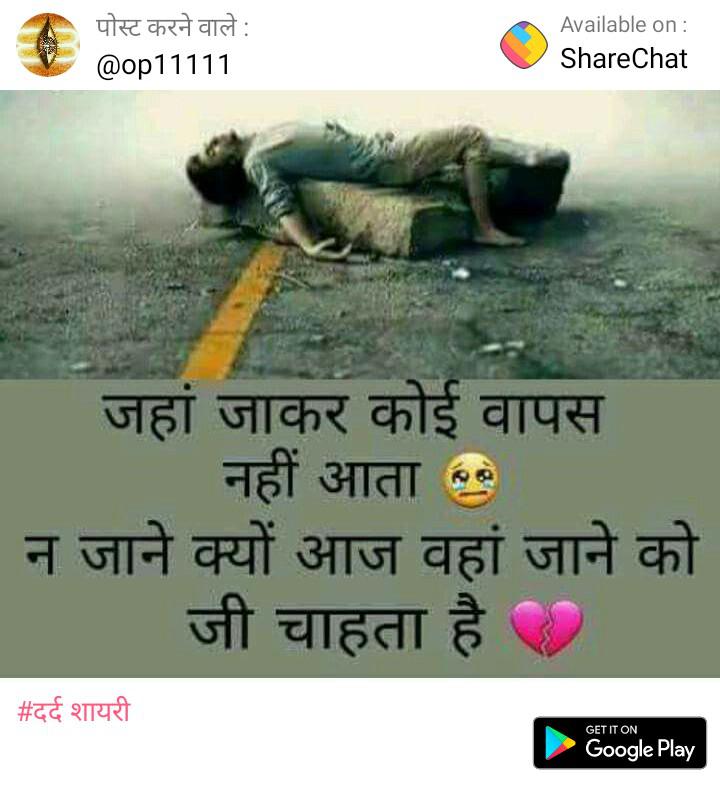 पोस्ट करने वाले :
@op11111
Available on :
ShareChat
जहां जाकर कोई वापस
नहीं आता 😢
न जाने क्यों आज वहां जाने को
जी चाहता है 💔
#दर्द शायरी
GET IT ON
Google Play